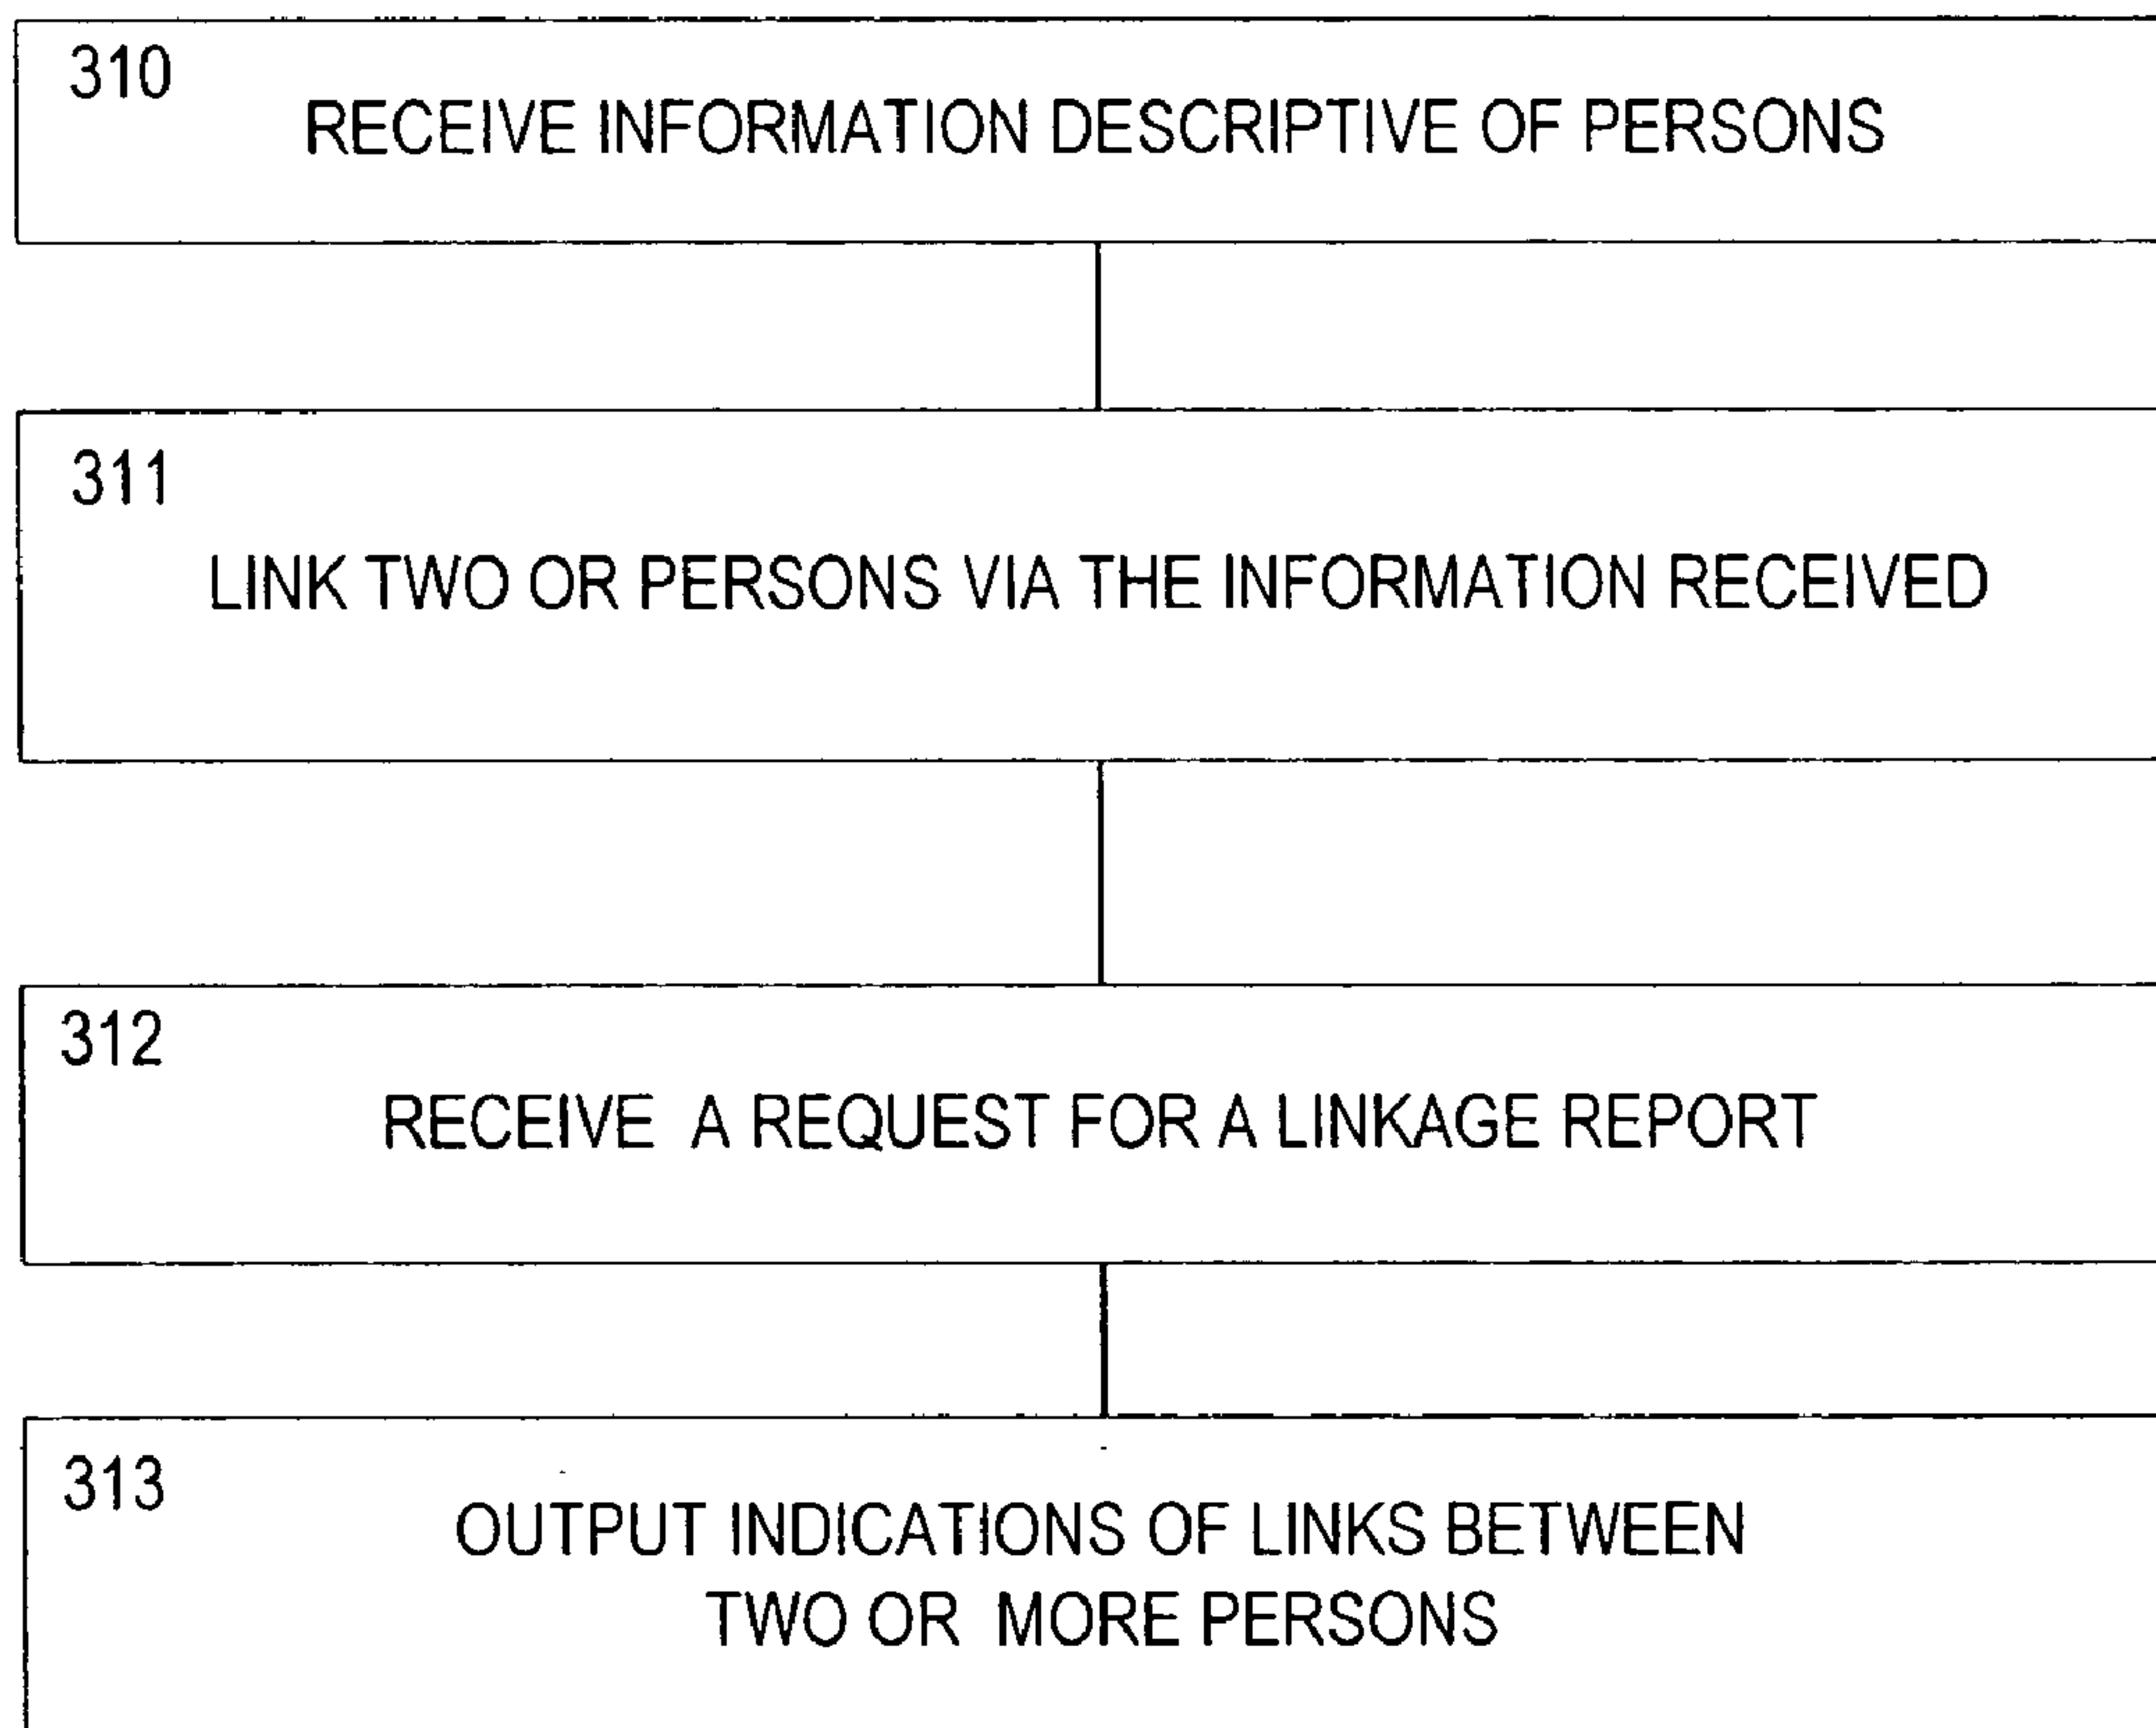 310
RECEIVE INFORMATION DESCRIPTIVE OF PERSONS
311
LINK TWO OR PERSONS VIA THE INFORMATION RECEIVED
312
RECEIVE A REQUEST FOR A LINKAGE REPORT
313
OUTPUT INDICATIONS OF LINKS BETWEEN
TWO OR MORE PERSONS